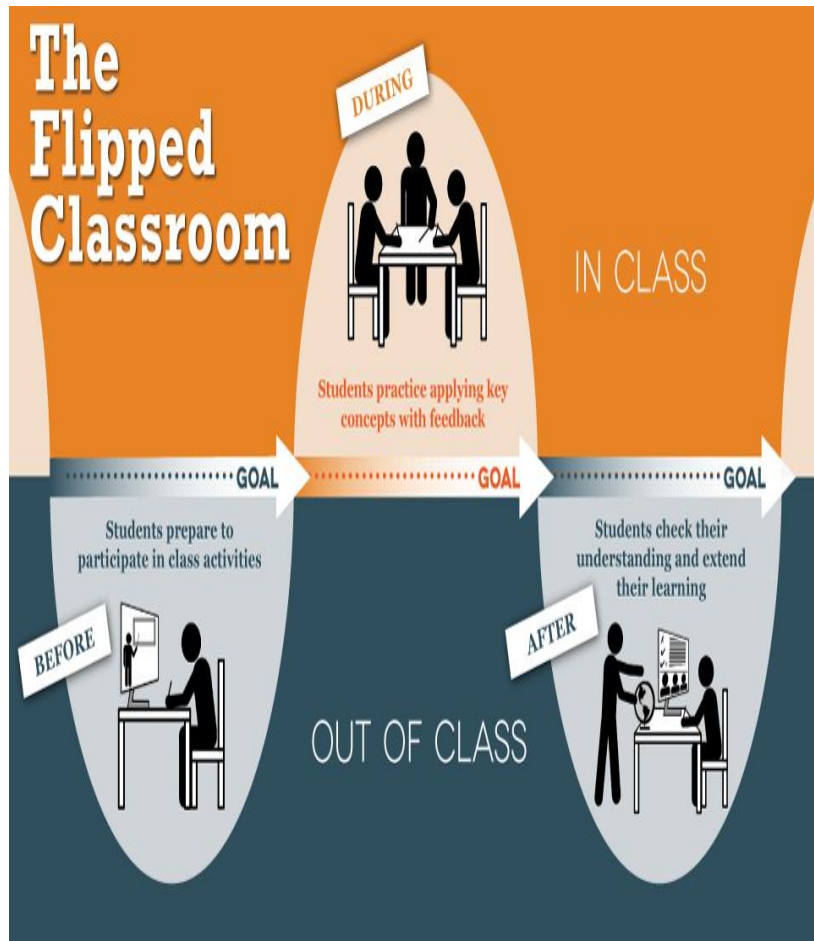 The
Flipped
Classroom
DURING
IN CLASS
Students practice applying key
concepts with feedback
GOAL
GOAL
GOAL
Students prepare to
participate in class activities
BEFORE
Students check their
understanding and extend
their learning
AFTER
OUT OF CLASS